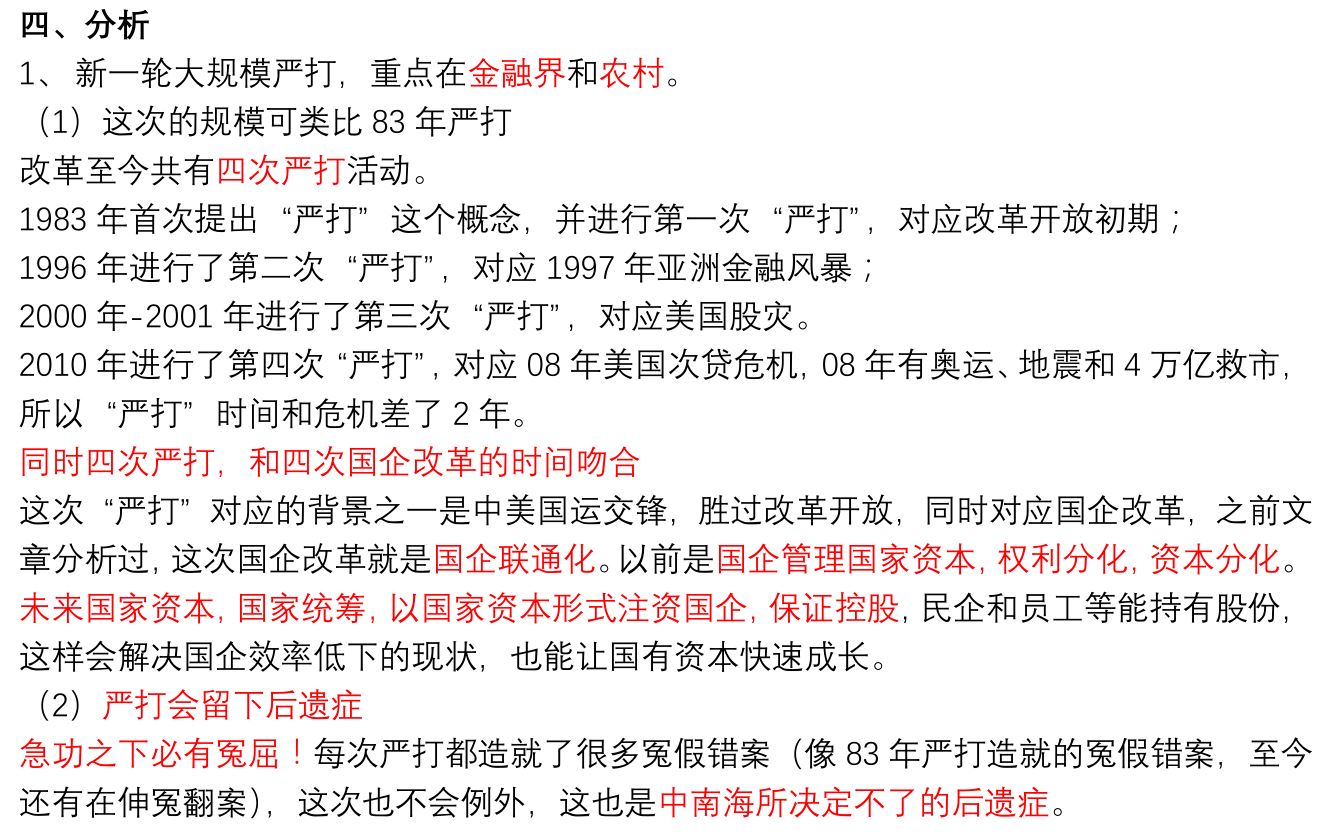 四、分析
1、 新一轮大规模严打，重点在金融界和农村。
（1）这次的规模可类比 83 年严打
改革至今共有四次严打活动。
1983 年首次提出 “严打” 这个概念，并进行第一次 “严打”，对应改革开放初期；
1996 年进行了第二次 “严打”，对应 1997 年亚洲金融风暴；
2000 年-2001 年进行了第三次 “严打”，对应美国股灾。
2010 年进行了第四次 “严打”，对应 08 年美国次贷危机，08 年有奥运、地震和 4 万亿救市，
所以 “严打” 时间和危机差了 2 年。
同时四次严打，和四次国企改革的时间吻合
这次 “严打” 对应的背景之一是中美国运交锋，胜过改革开放，同时对应国企改革，之前文
章分析过，这次国企改革就是国企联通化。以前是国企管理国家资本，权利分化，资本分化。
未来国家资本，国家统筹，以国家资本形式注资国企，保证控股，民企和员工等能持有股份，
这样会解决国企效率低下的现状，也能让国有资本快速成长。
（2）严打会留下后遗症
急功之下必有冤屈！每次严打都造就了很多冤假错案（像 83 年严打造就的冤假错案，至今
还有在伸冤翻案），这次也不会例外，这也是中南海所决定不了的后遗症。